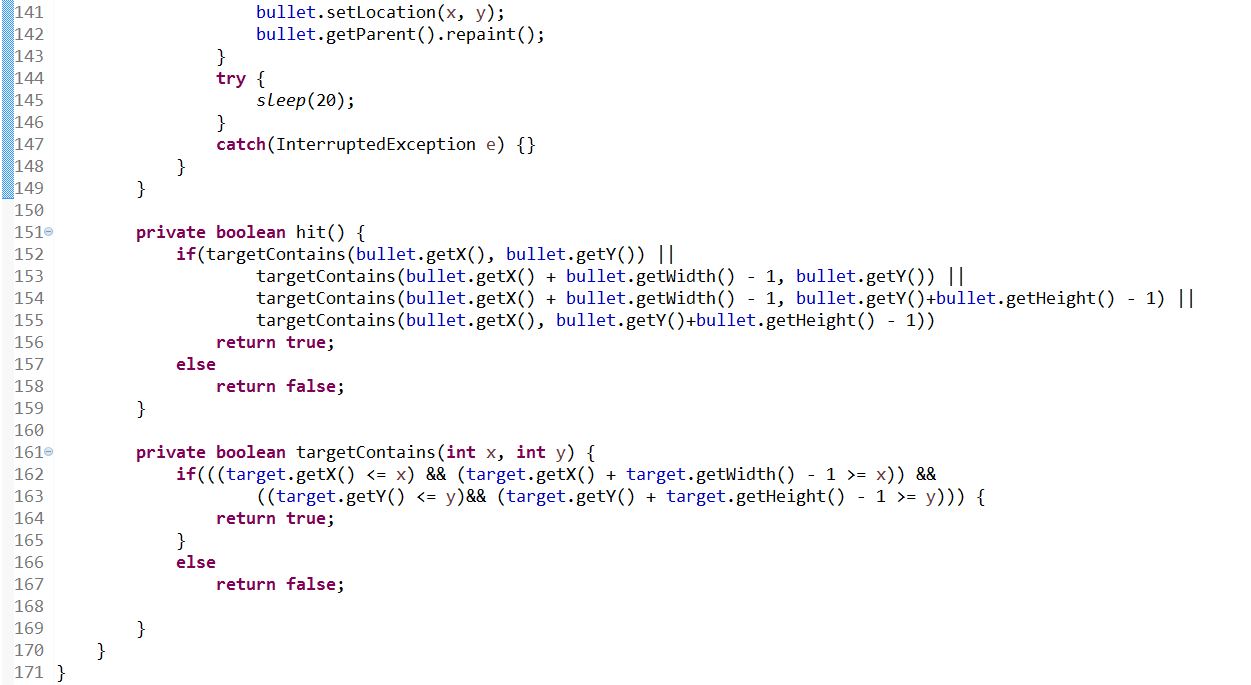 141                     bullet.setLocation(x, y);
142                     bullet.getParent().repaint();
143                 }
144                 try {
145                     sleep(20);
146                 }
147                 catch(InterruptedException e) {}
148             }
149         }
150
151         private boolean hit() {
152             if(targetContains(bullet.getX(), bullet.getY()) ||
153                     targetContains(bullet.getX() + bullet.getWidth() - 1, bullet.getY()) ||
154                     targetContains(bullet.getX() + bullet.getWidth() - 1, bullet.getY()+bullet.getHeight() - 1) ||
155                     targetContains(bullet.getX(), bullet.getY()+bullet.getHeight() - 1))
156                 return true;
157             else
158                 return false;
159         }
160
161         private boolean targetContains(int x, int y) {
162             if(((target.getX() <= x) && (target.getX() + target.getWidth() - 1 >= x)) &&
163                     ((target.getY() <= y)&& (target.getY() + target.getHeight() - 1 >= y))) {
164                 return true;
165             }
166             else
167                 return false;
168
169         }
170     }
171 }